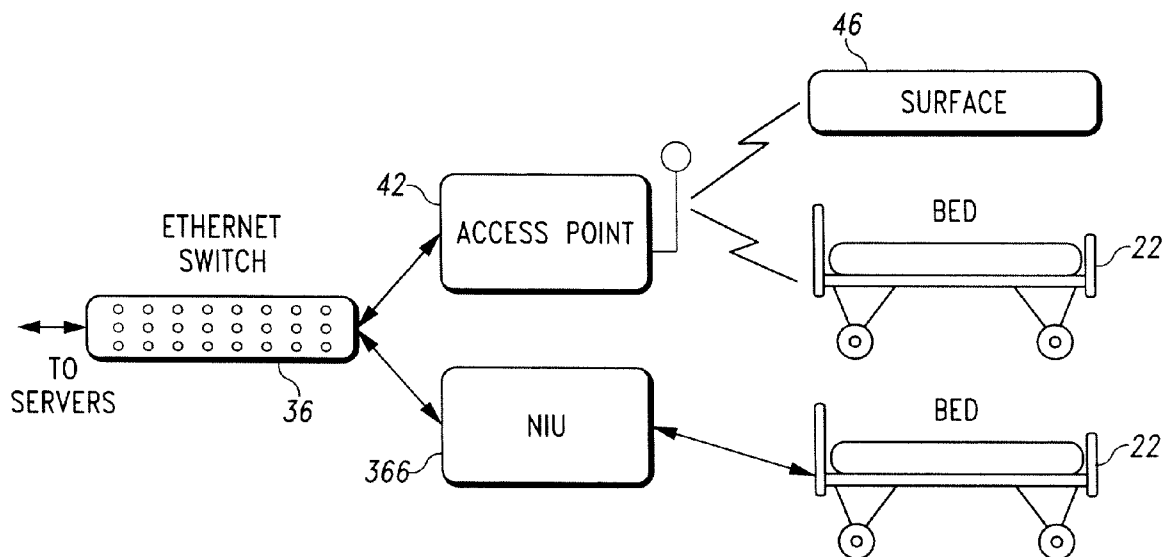 46
SURFACE
42
ACCESS POINT
ETHERNET
SWITCH
BED
22
TO
SERVERS
36
NIU
366
BED
22